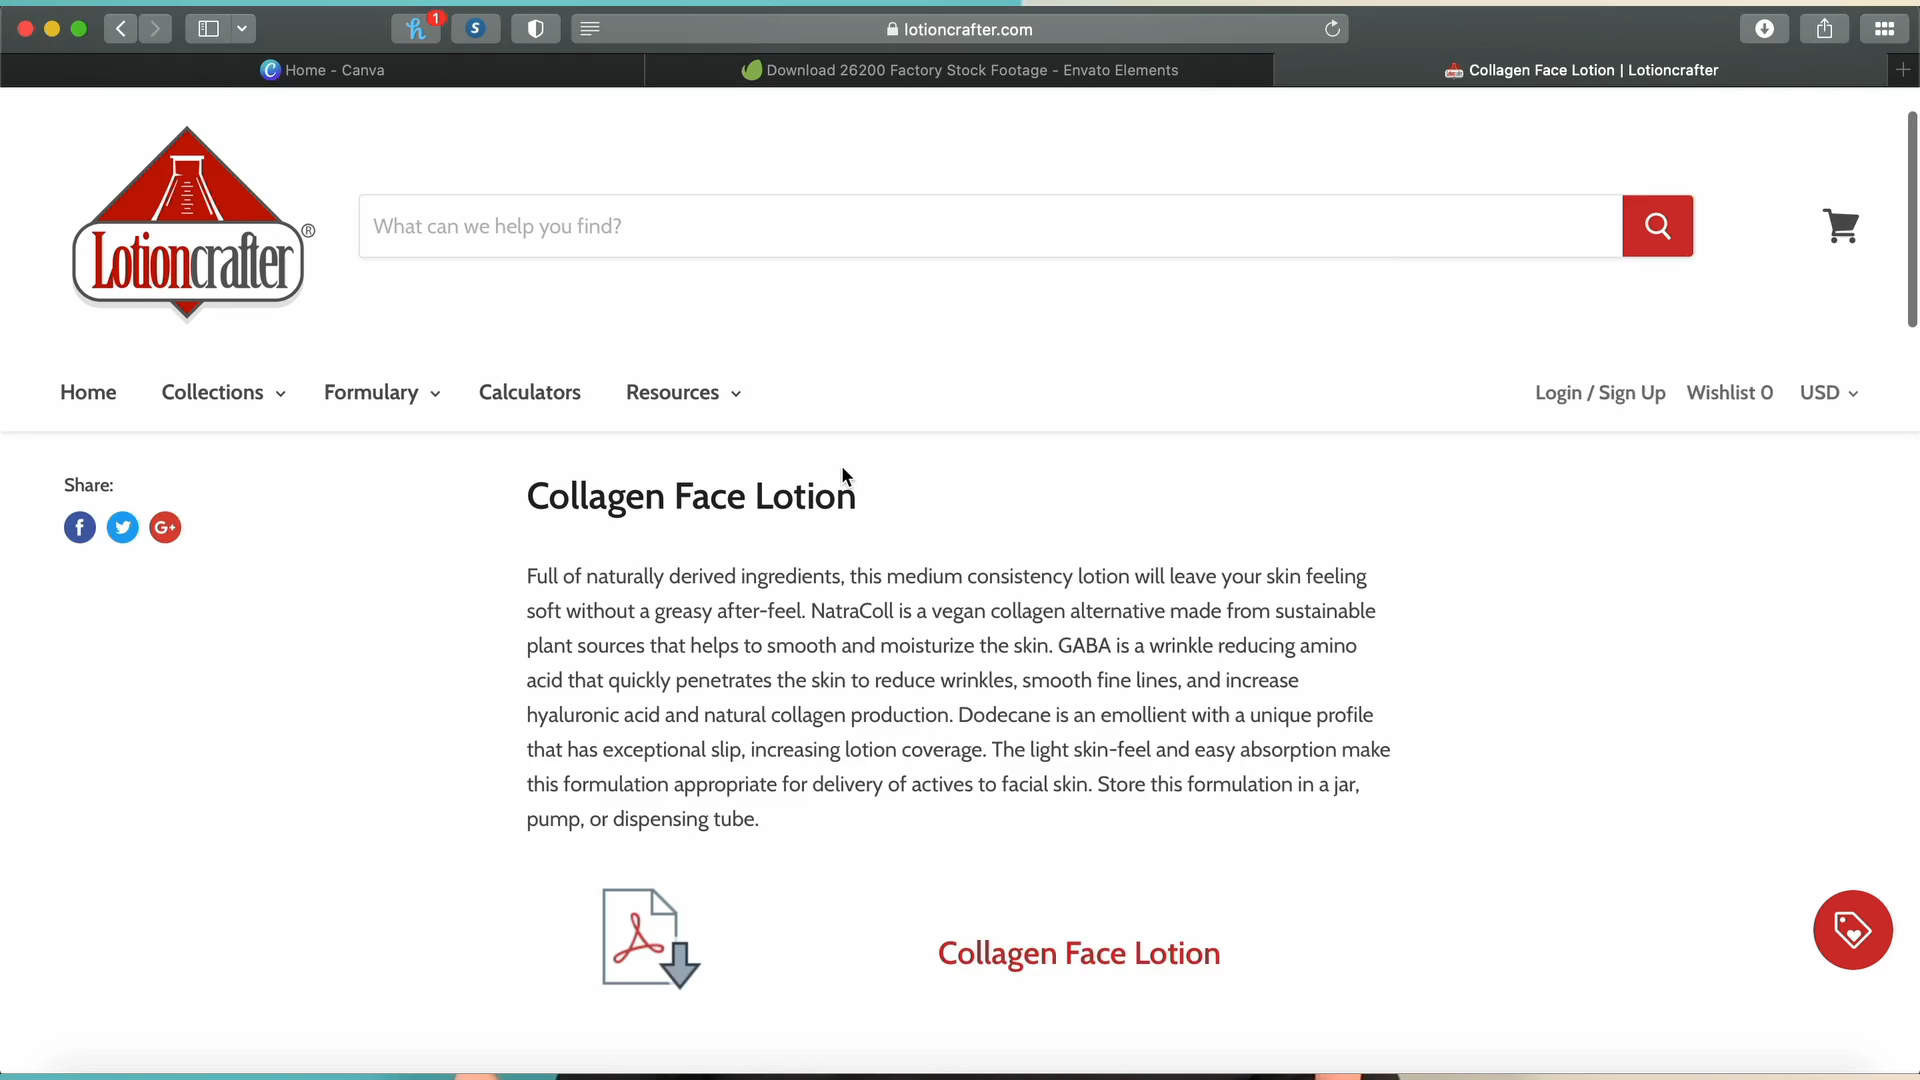 1
S
lotioncrafter.com
Home - Canva
Download 26200 Factory Stock Footage - Envato Elements
Collagen Face Lotion | Lotioncrafter
Lotioncrafter®
What can we help you find?
Home
Collections
Formulary
Calculators
Resources
Login / Sign Up
Wishlist 0
USD
Share:
Collagen Face Lotion
Full of naturally derived ingredients, this medium consistency lotion will leave your skin feeling
soft without a greasy after-feel. NatraColl is a vegan collagen alternative made from sustainable
plant sources that helps to smooth and moisturize the skin. GABA is a wrinkle reducing amino
acid that quickly penetrates the skin to reduce wrinkles, smooth fine lines, and increase
hyaluronic acid and natural collagen production. Dodecane is an emollient with a unique profile
that has exceptional slip, increasing lotion coverage. The light skin-feel and easy absorption make
this formulation appropriate for delivery of actives to facial skin. Store this formulation in a jar,
pump, or dispensing tube.
Collagen Face Lotion